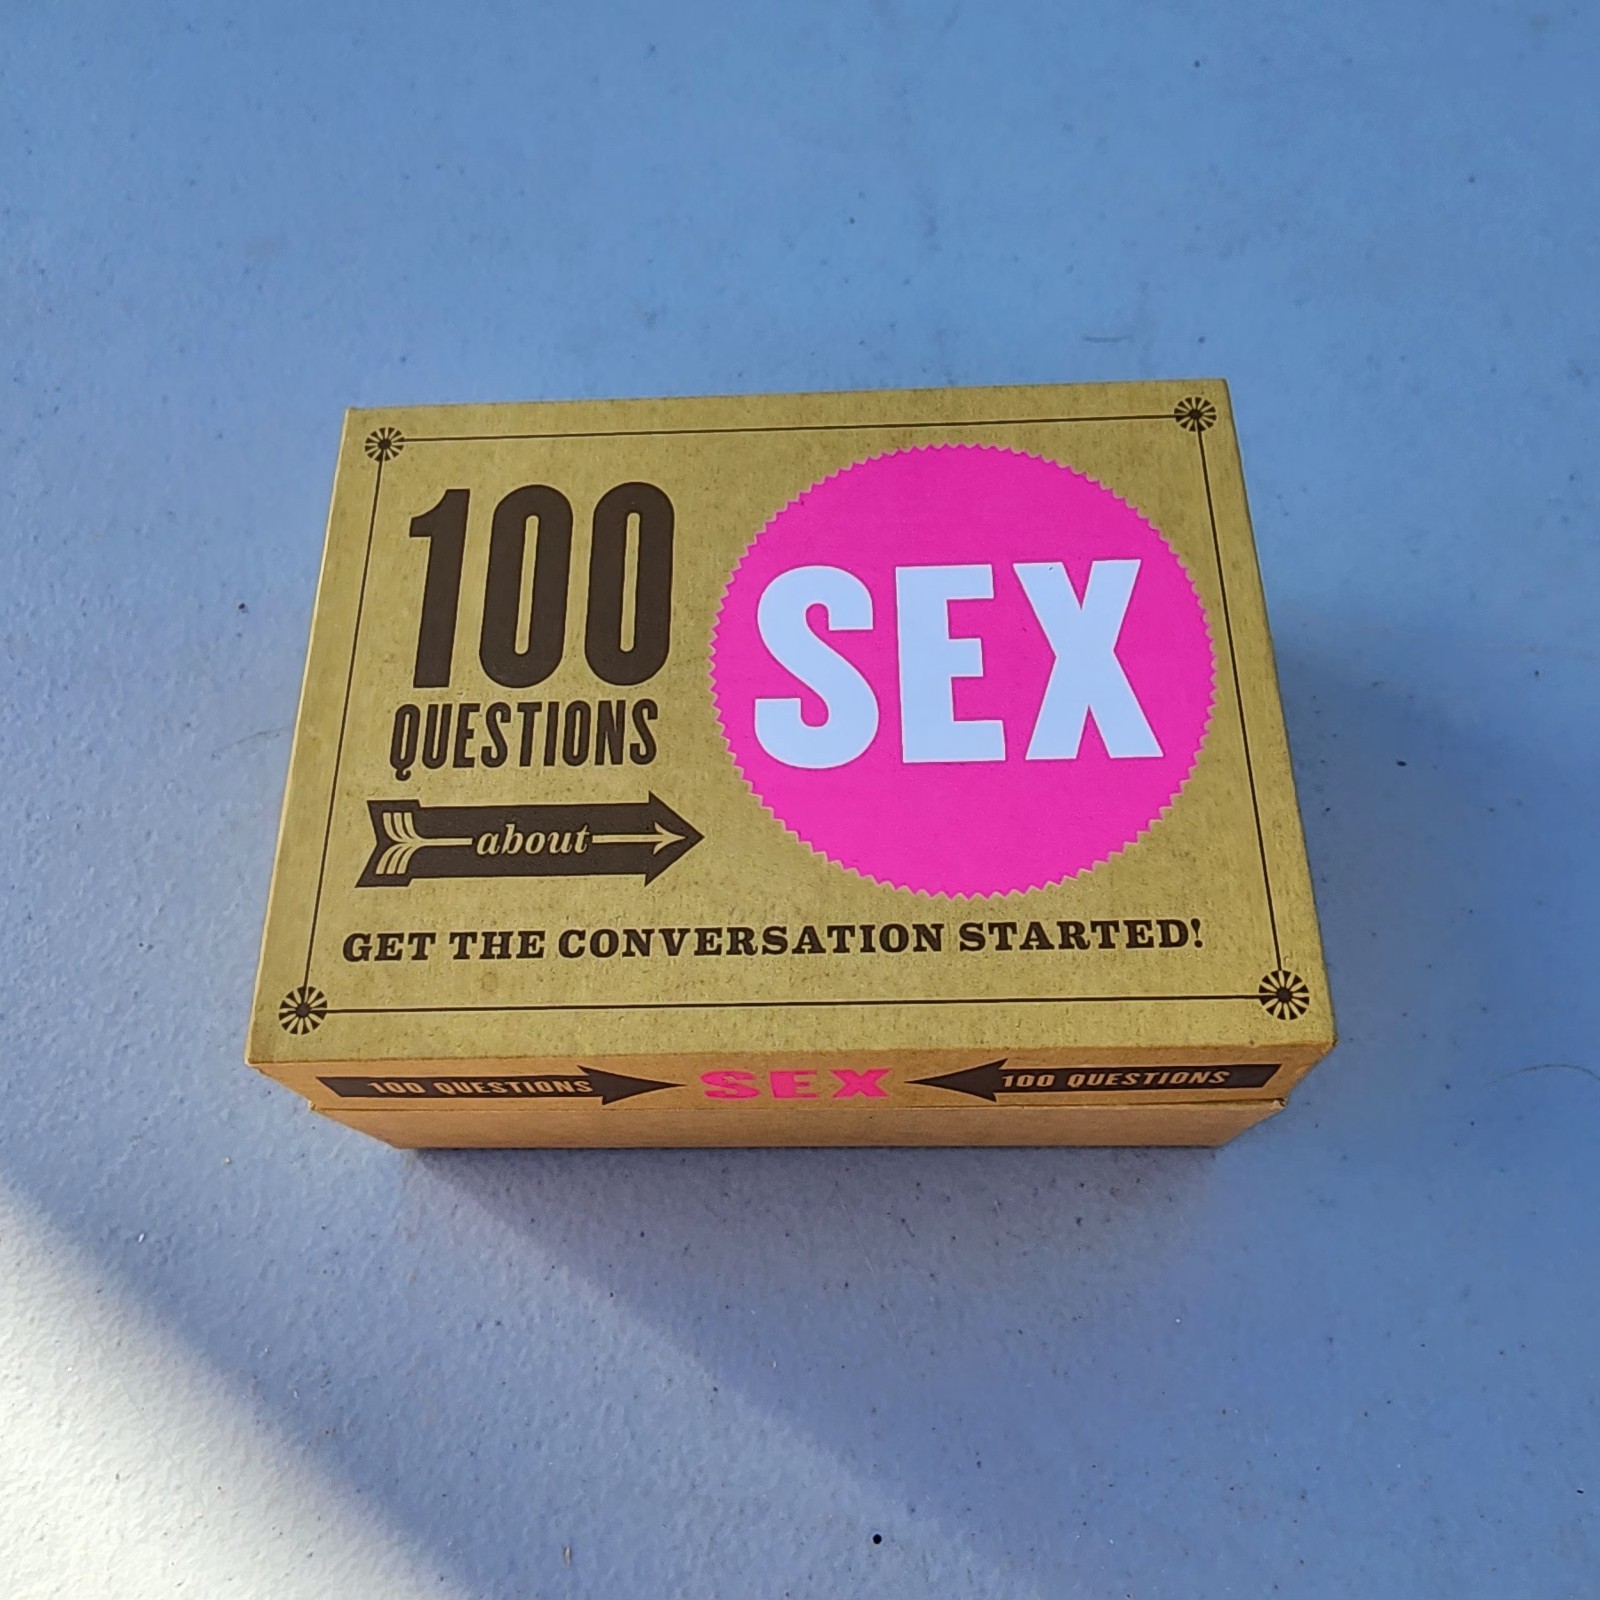 100
QUESTIONS
about
SEX
GET THE CONVERSATION STARTED!
100 QUESTIONS SEX 100 QUESTIONS